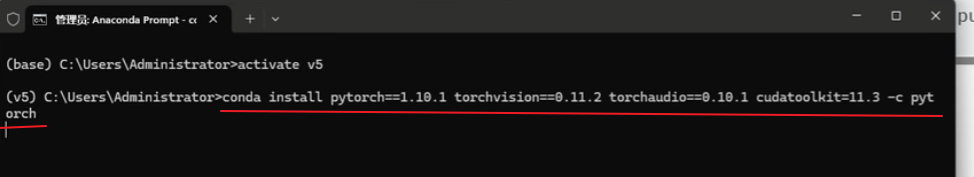 管理员: Anaconda Prompt - cc
pu
(base) C:\Users\Administrator>activate v5
(v5) C:\Users\Administrator>conda install pytorch==1.10.1 torchvision==0.11.2 torchaudio==0.10.1 cudatoolkit=11.3 -c pyt
orch